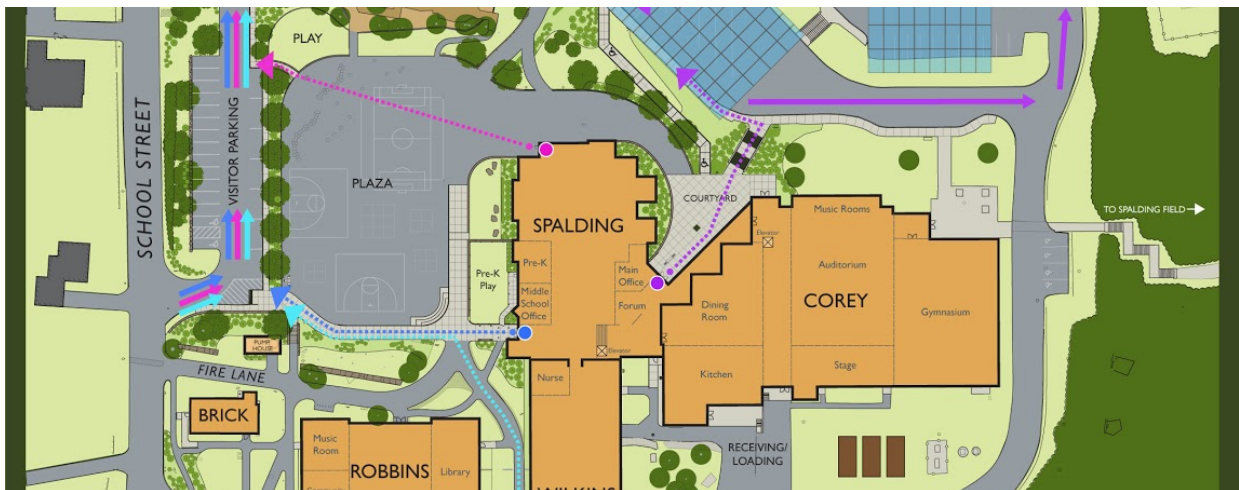 PLAY
SCHOOL STREET
VISITOR PARKING
PLAZA
SPALDING
COURTYARD
Music Rooms
TO SPALDING FIELD
Elevator
Pre-K
Main
Office
Auditorium
Pre-K
Play
Middle
School
Office
Forum
Dining
Room
COREY
Gymnasium
PUMP
HOUSE
Elevator
FIRE LANE
Nurse
Kitchen
Stage
BRICK
Music
Room
ROBBINS
Library
RECEIVING/
LOADING
WILKINS